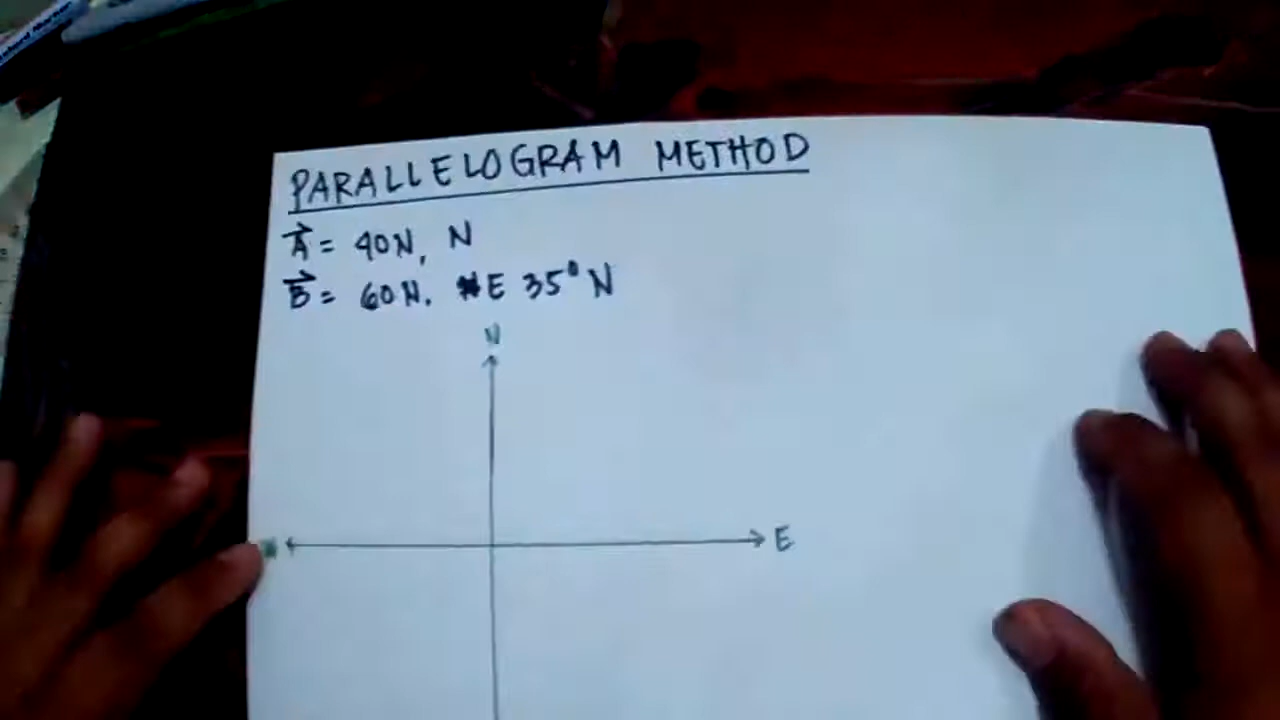 PARALLELOGRAM METHOD
A⃗ = 40N, N
B⃗ = 60N. E 35° N
N
E